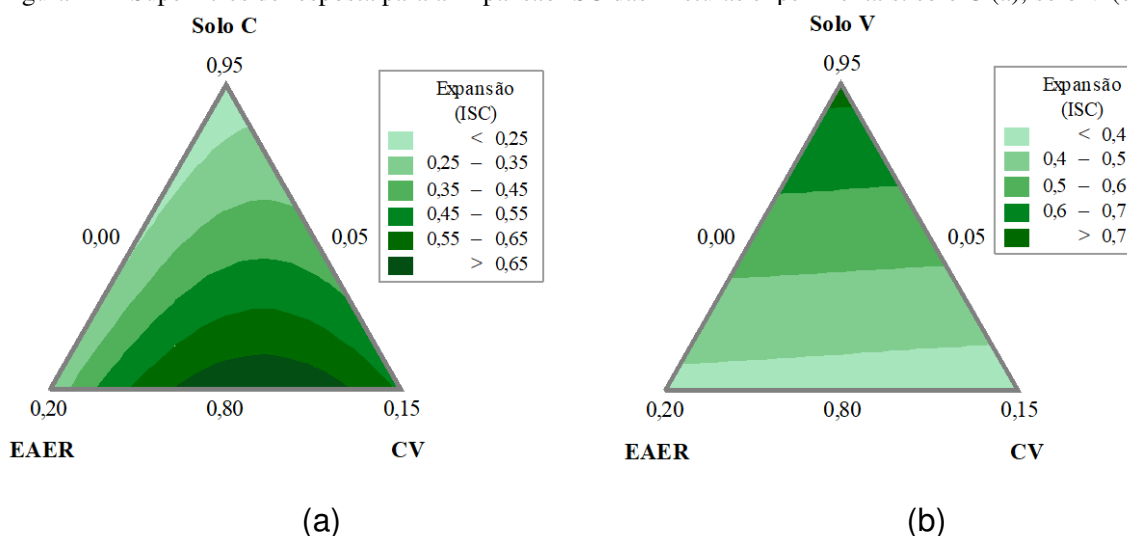 Solo C
0,95
Expansão
(ISC)
< 0,25
0,25 – 0,35
0,35 – 0,45
0,45 – 0,55
0,55 – 0,65
> 0,65
0,00
0,05
0,20
0,80
0,15
EAER
CV
(a)
Solo V
0,95
Expansão
(ISC)
< 0,4
0,4 – 0,5
0,5 – 0,6
0,6 – 0,7
> 0,7
0,00
0,05
0,20
0,80
0,15
EAER
CV
(b)